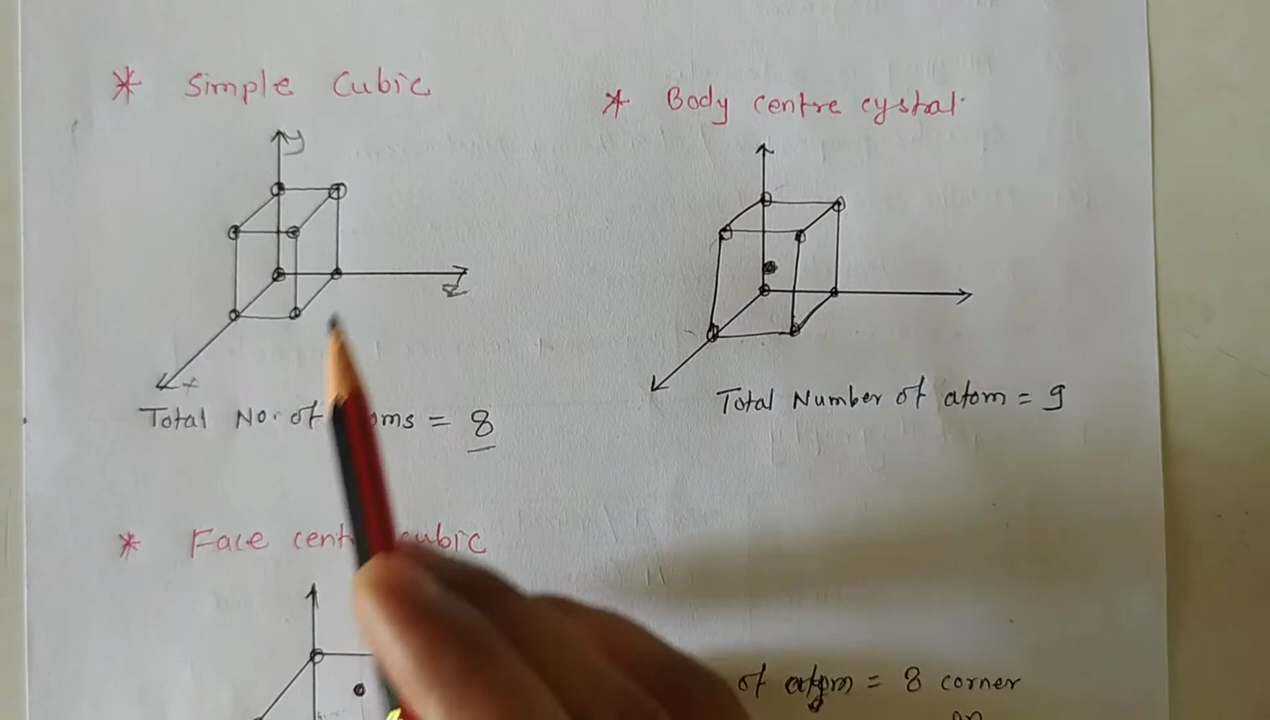 * Simple Cubic
y
z
x
Total No. of oms = 8
* Body centre cystal
Total Number of atom = 9
* Face cent cubic
of atom = 8 corner